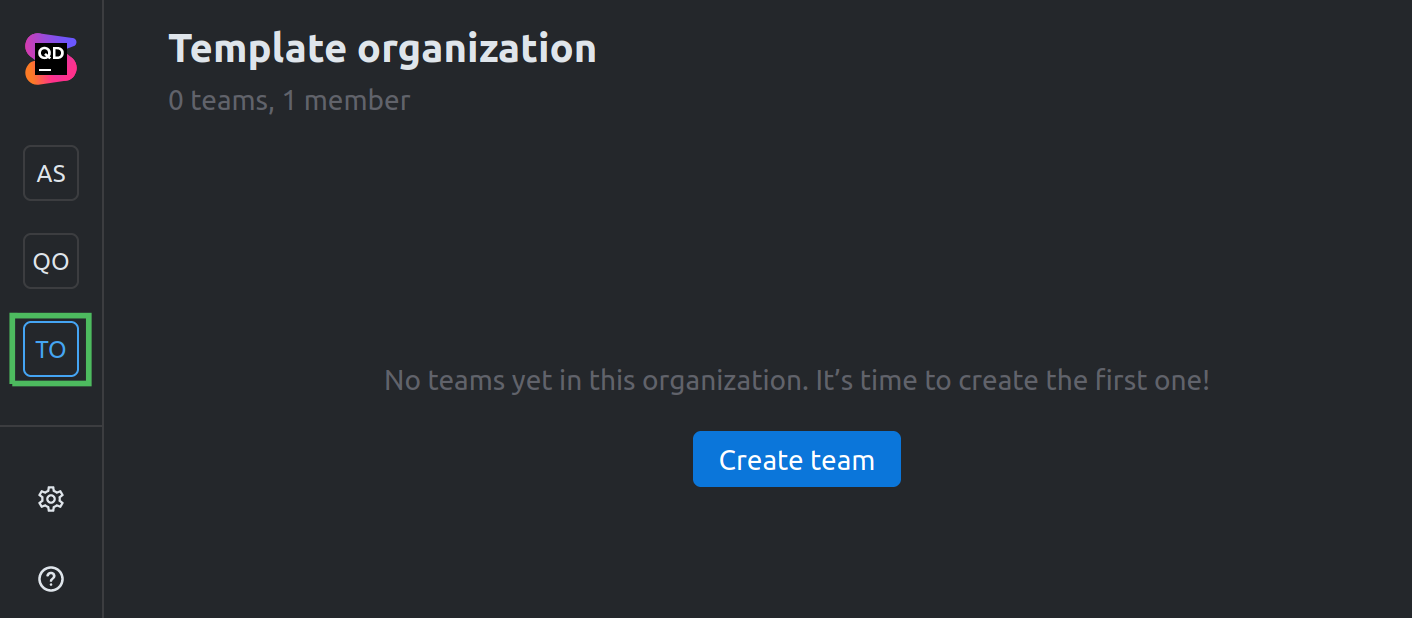 QD
AS
QO
TO
Template organization
0 teams, 1 member
No teams yet in this organization. It’s time to create the first one!
Create team
?